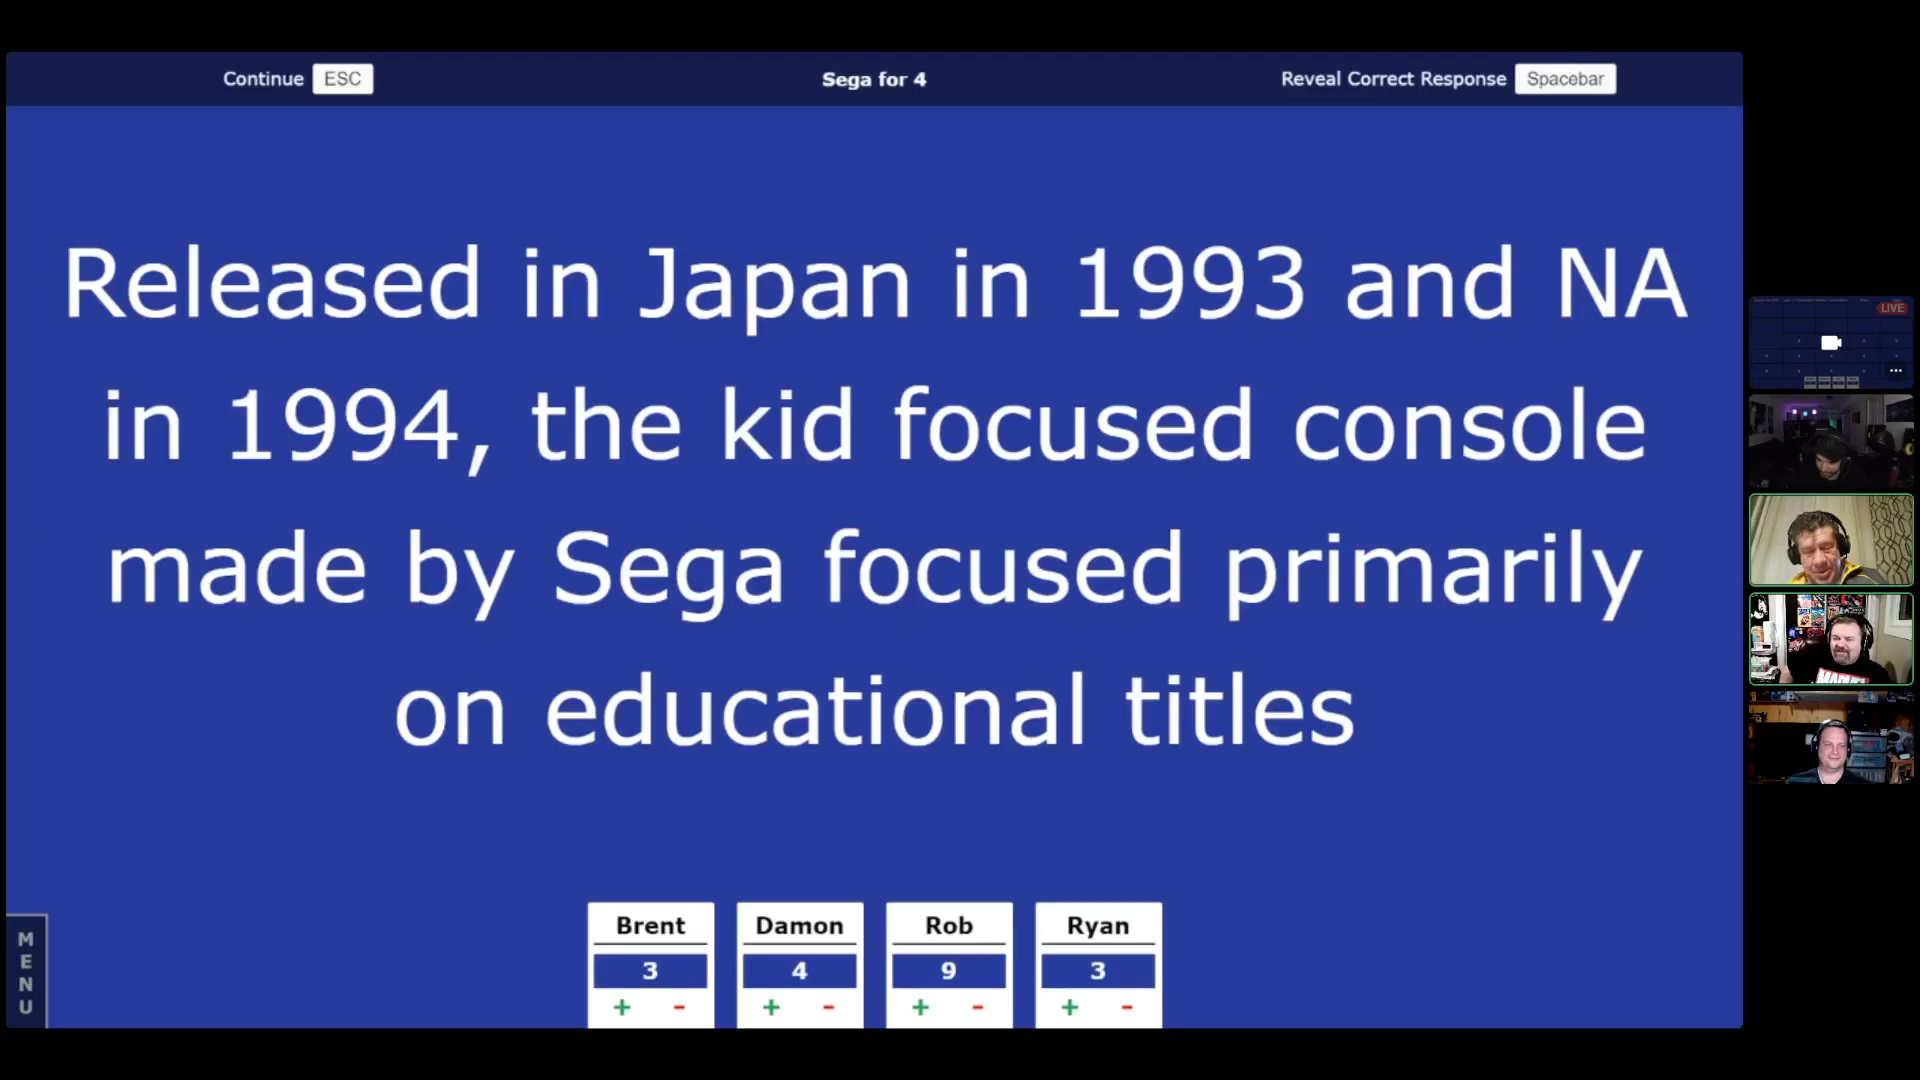 Continue ESC
Sega for 4
Reveal Correct Response Spacebar
Released in Japan in 1993 and NA
in 1994, the kid focused console
made by Sega focused primarily
on educational titles
LIVE
MARVEL
MENU
Brent Damon Rob Ryan
3 4 9 3
+ - + - + - + -